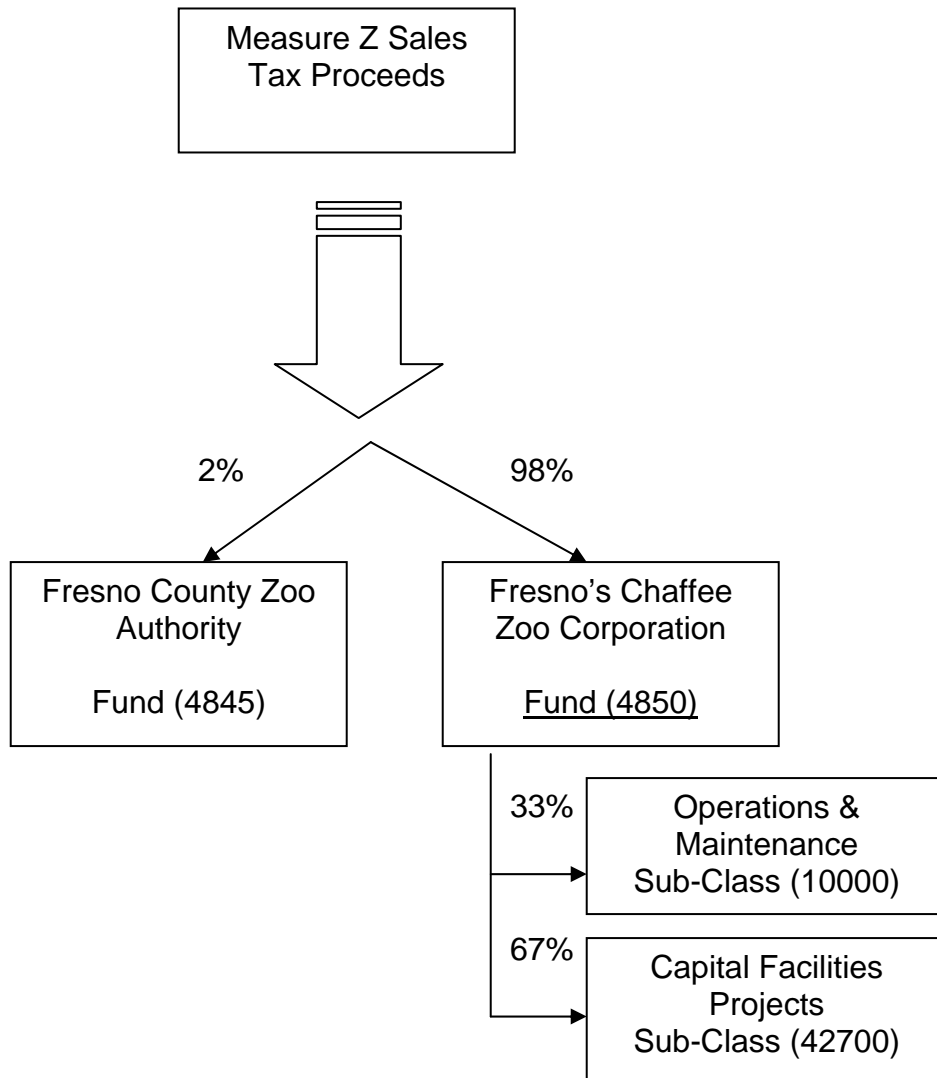 Measure Z Sales
Tax Proceeds
2%
98%
Fresno County Zoo
Authority
Fund (4845)
Fresno’s Chaffee
Zoo Corporation
Fund (4850)
33%
Operations &
Maintenance
Sub-Class (10000)
67%
Capital Facilities
Projects
Sub-Class (42700)